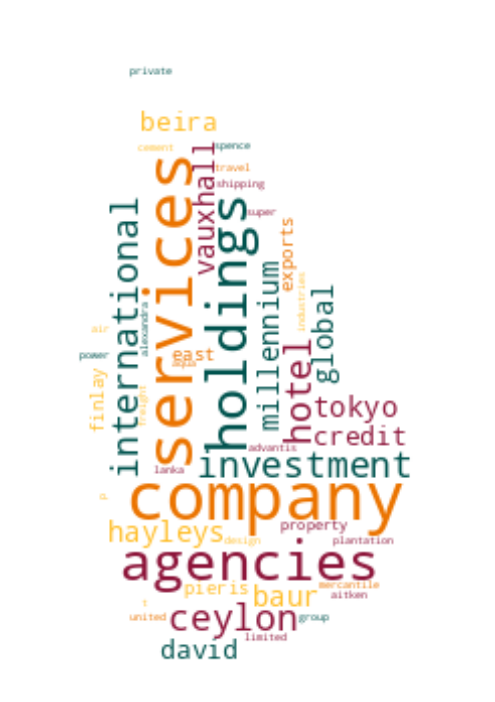 private
beira
cement
spence
services
vauxhall
travel
shipping
holdings
international
super
exports
millennium
industries
global
alexandra
air
power
east
aqua
hotel
finlay
freight
tokyo
credit
advantis
investment
lanka
company
p
hayleys
property
design
plantation
agencies
pieris
mercantile
baur
aitken
t
united
ceylon
group
limited
david